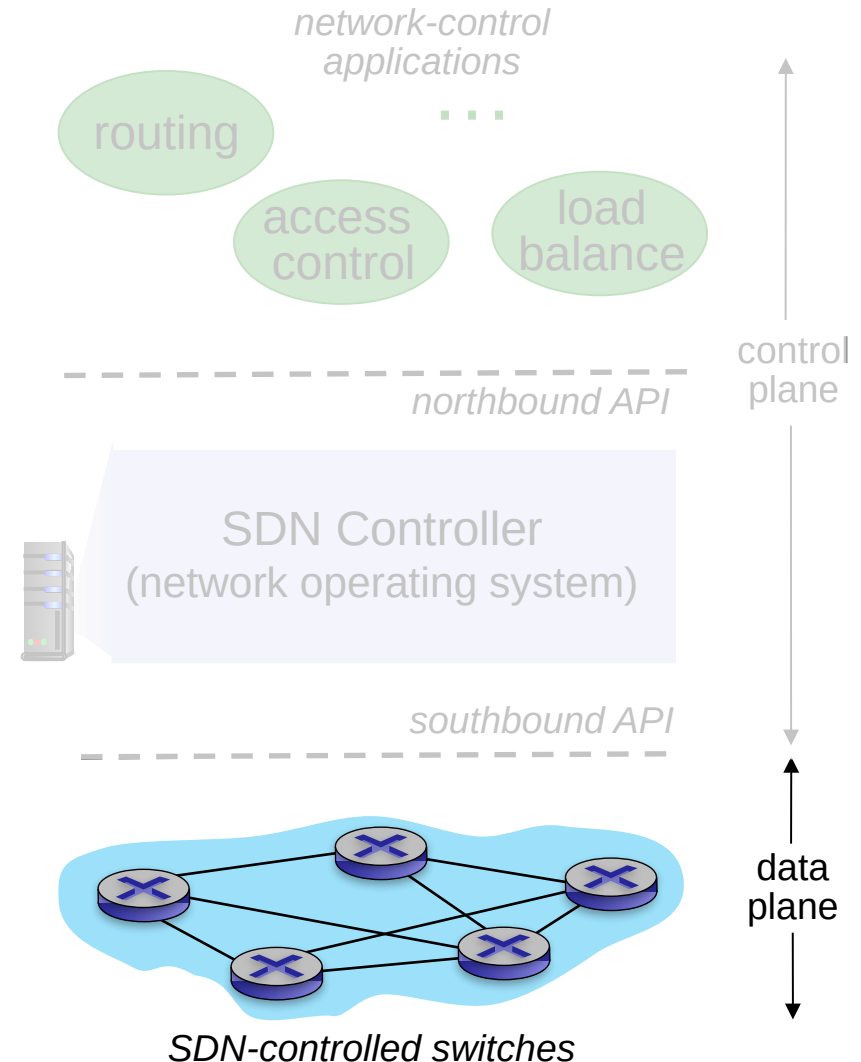 network-control
applications
routing
access
control
load
balance
control
plane
northbound API
SDN Controller
(network operating system)
southbound API
data
plane
SDN-controlled switches